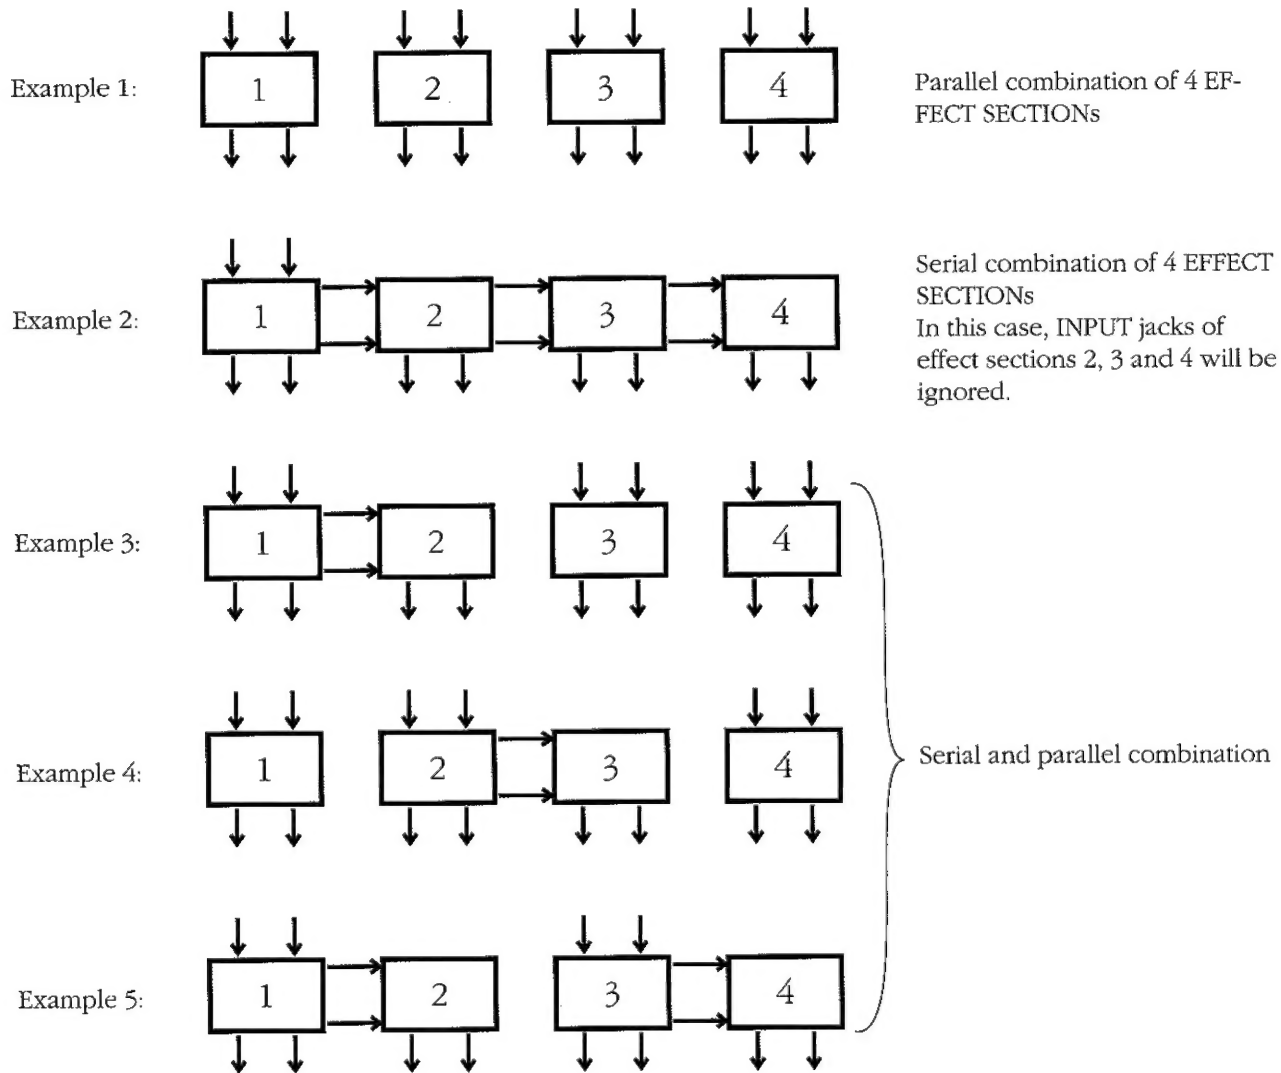 Example 1:
1 2 3 4
Parallel combination of 4 EF-
FECT SECTIONs
Example 2:
1 2 3 4
Serial combination of 4 EFFECT
SECTIONs
In this case, INPUT jacks of
effect sections 2, 3 and 4 will be
ignored.
Example 3:
1 2 3 4
Example 4:
1 2 3 4
Serial and parallel combination
Example 5:
1 2 3 4